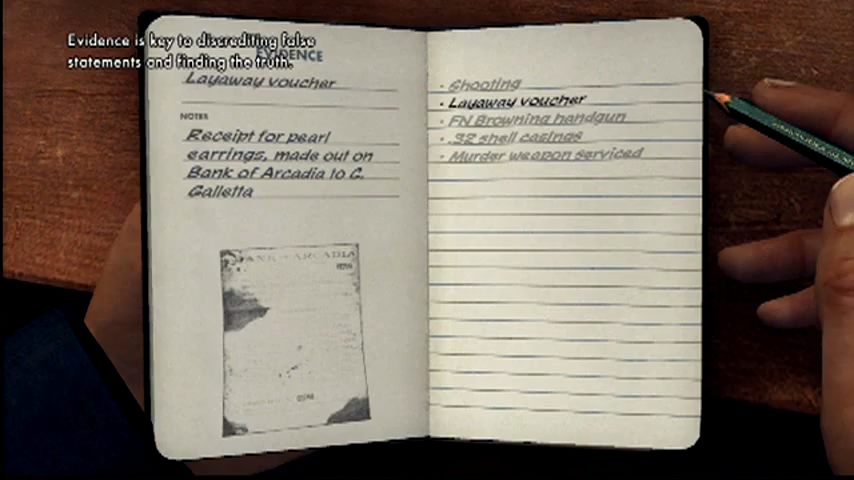 Evidence is key to discrediting false
statements and finding the truth.
EVIDENCE
Layaway voucher
NOTES
Receipt for pearl
earrings, made out on
Bank of Arcadia to C.
Galletta
BANK OF ARCADIA
- Shooting
- Layaway voucher
- FN Browning handgun
- .32 shell casings
- Murder weapon serviced